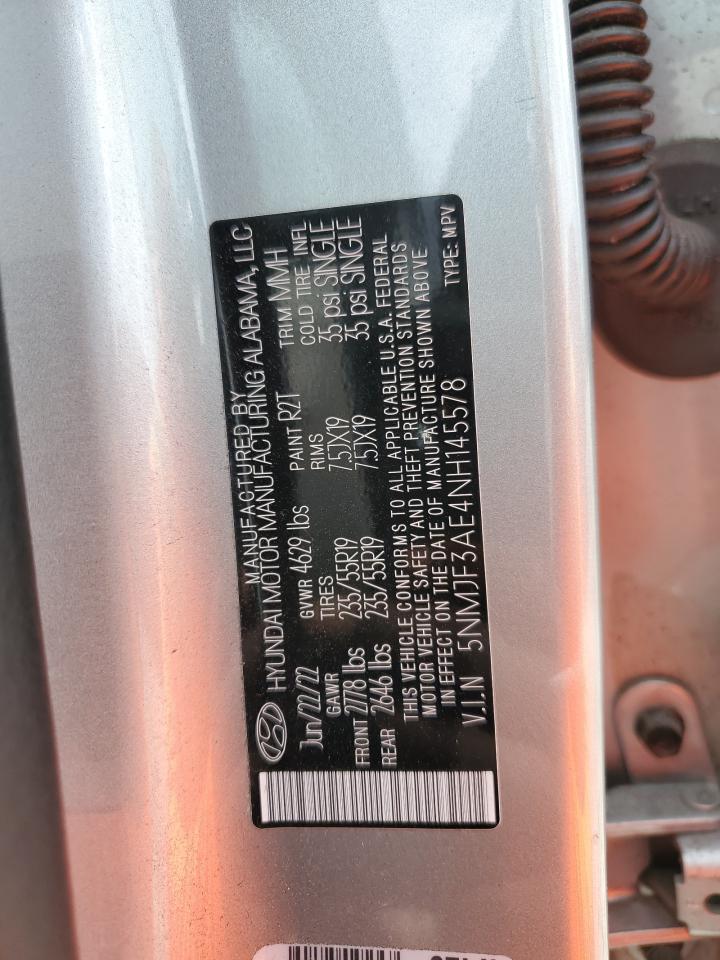 MANUFACTURED BY
HYUNDAI MOTOR MANUFACTURING ALABAMA, LLC
Jun/22/22 GVWR 4629 lbs PAINT RZT TRIM MMH
GAWR TIRES RIMS COLD TIRE INFL
FRONT 2778 lbs 235/55R19 7.5JX19 35 psi SINGLE
REAR 2646 lbs 235/55R19 7.5JX19 35 psi SINGLE
THIS VEHICLE CONFORMS TO ALL APPLICABLE U.S.A. FEDERAL
MOTOR VEHICLE SAFETY AND THEFT PREVENTION STANDARDS
IN EFFECT ON THE DATE OF MANUFACTURE SHOWN ABOVE
V.I.N 5NMJF3AE4NH145578 TYPE: MPV